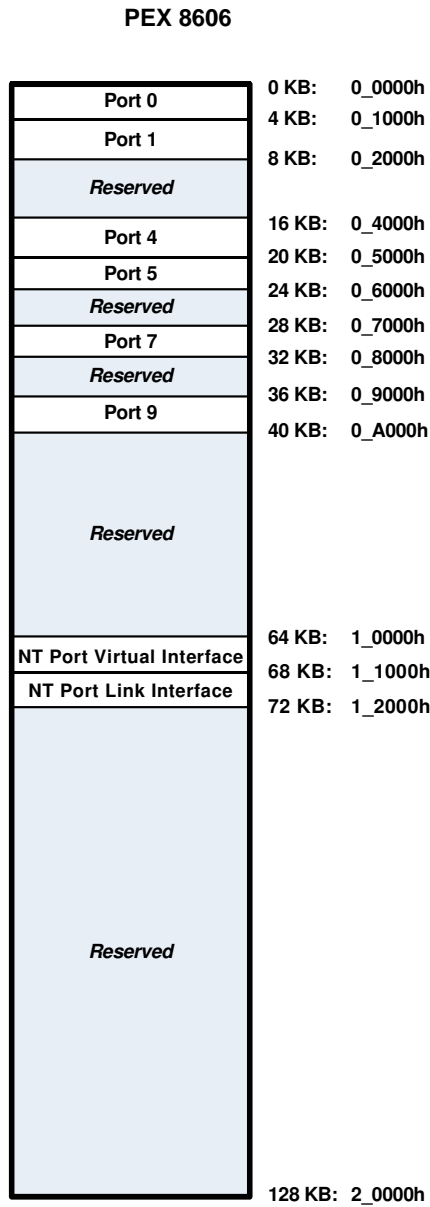 PEX 8606
0 KB: 0_0000h
Port 0
4 KB: 0_1000h
Port 1
8 KB: 0_2000h
Reserved
16 KB: 0_4000h
Port 4
20 KB: 0_5000h
Port 5
24 KB: 0_6000h
Reserved
28 KB: 0_7000h
Port 7
32 KB: 0_8000h
Reserved
36 KB: 0_9000h
Port 9
40 KB: 0_A000h
Reserved
64 KB: 1_0000h
NT Port Virtual Interface
68 KB: 1_1000h
NT Port Link Interface
72 KB: 1_2000h
Reserved
128 KB: 2_0000h